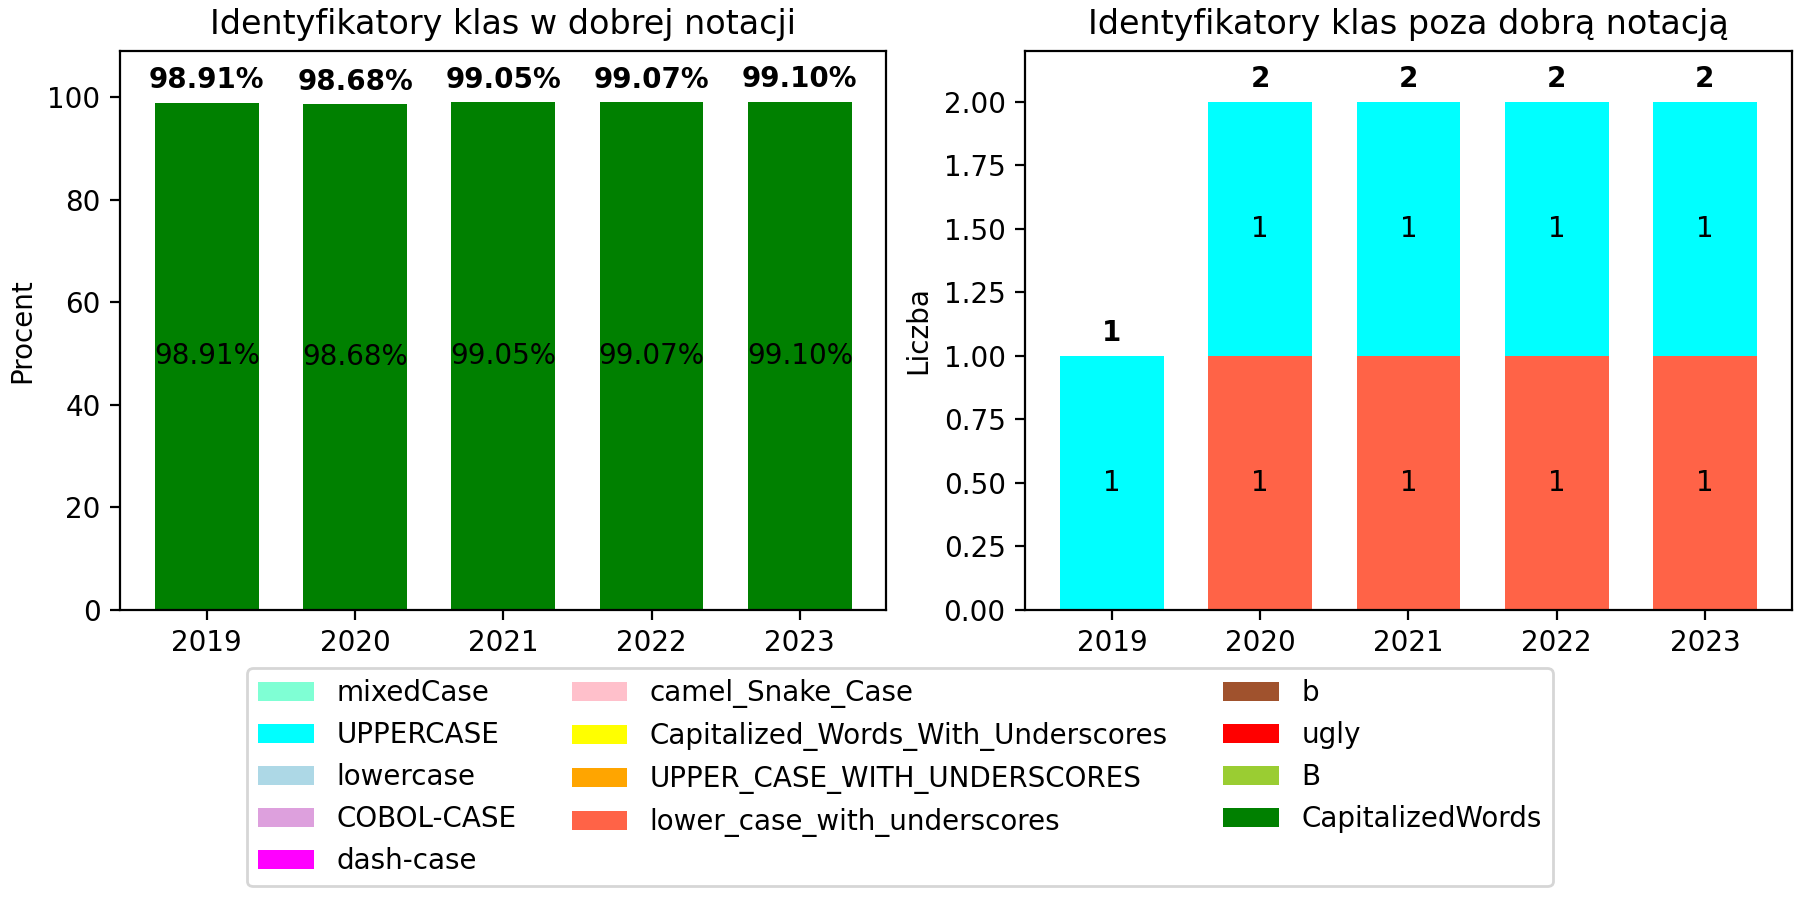 Identyfikatory klas w dobrej notacji
98.91% 98.68% 99.05% 99.07% 99.10%
100
80
60
40
20
0
Procent
98.91% 98.68% 99.05% 99.07% 99.10%
2019 2020 2021 2022 2023
Identyfikatory klas poza dobrą notacją
2 2 2 2
2.00
1.75
1.50
1.25
1.00
0.75
0.50
0.25
0.00
Liczba
1 1 1 1
1
1 1 1 1 1
2019 2020 2021 2022 2023
mixedCase
UPPERCASE
lowercase
COBOL-CASE
dash-case
camel_Snake_Case
Capitalized_Words_With_Underscores
UPPER_CASE_WITH_UNDERSCORES
lower_case_with_underscores
b
ugly
B
CapitalizedWords